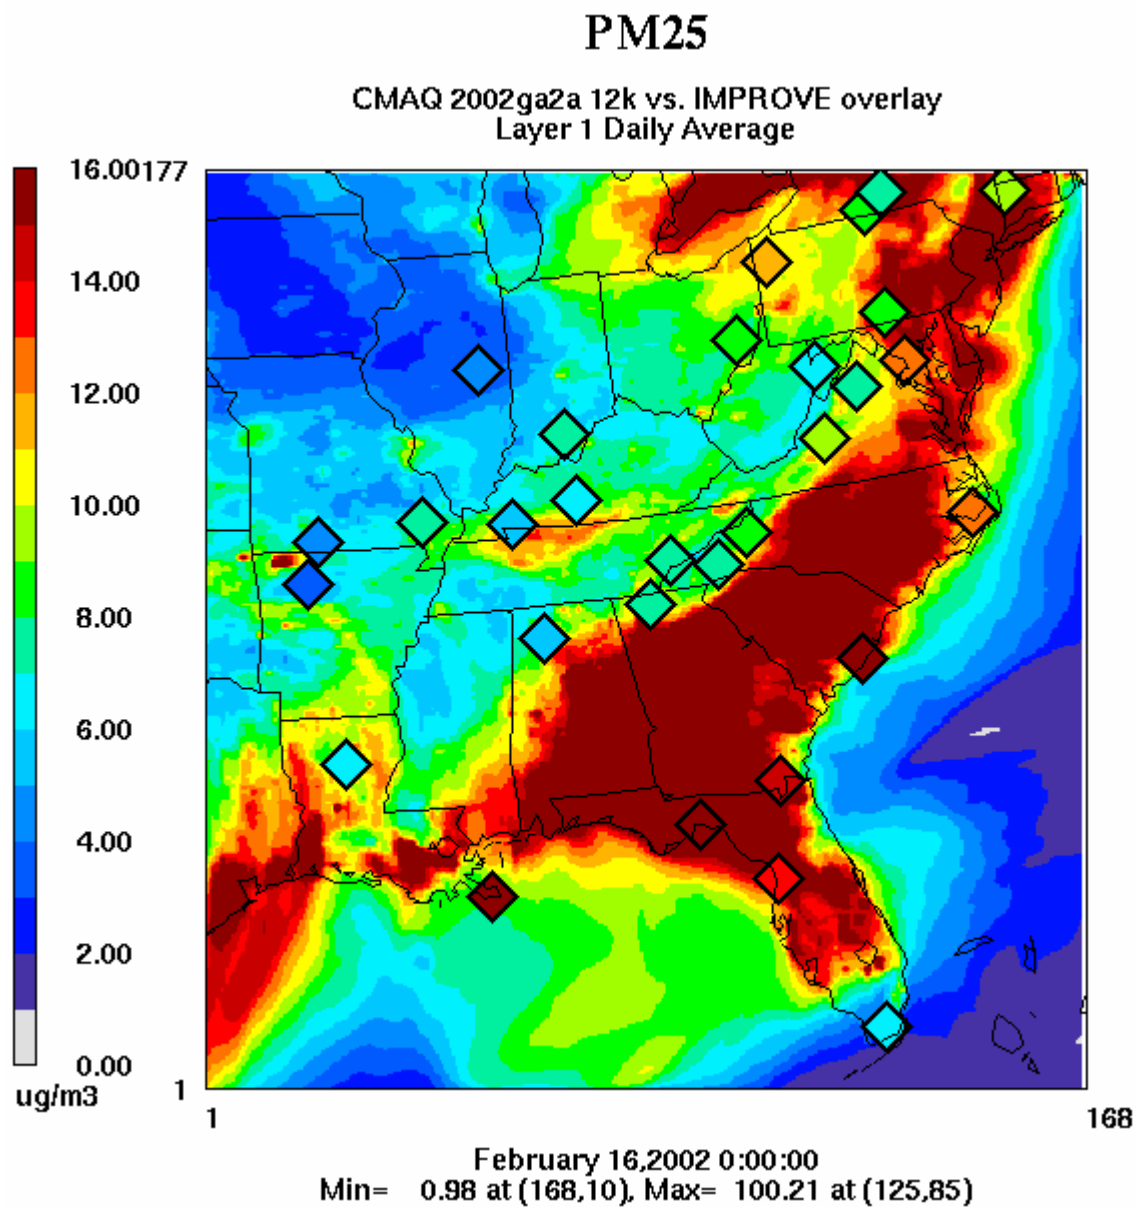 PM25
CMAQ 2002ga2a 12k vs. IMPROVE overlay
Layer 1 Daily Average
16.00
177
14.00
12.00
10.00
8.00
6.00
4.00
2.00
0.00
ug/m3
1
1
168
February 16,2002 0:00:00
Min= 0.98 at (168,10), Max= 100.21 at (125,85)